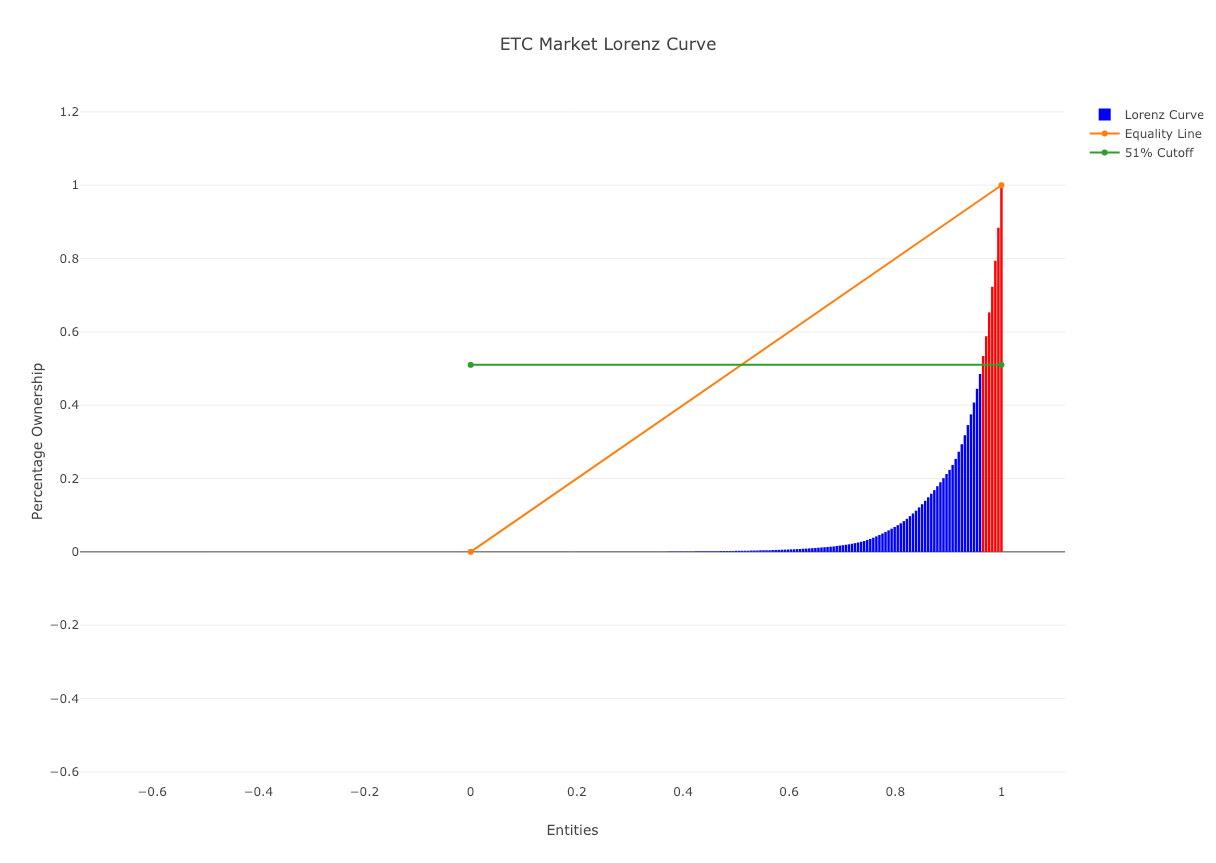 ETC Market Lorenz Curve
Lorenz Curve
Equality Line
51% Cutoff
Percentage Ownership
1.2
1
0.8
0.6
0.4
0.2
0
−0.2
−0.4
−0.6
−0.6 −0.4 −0.2 0 0.2 0.4 0.6 0.8 1
Entities